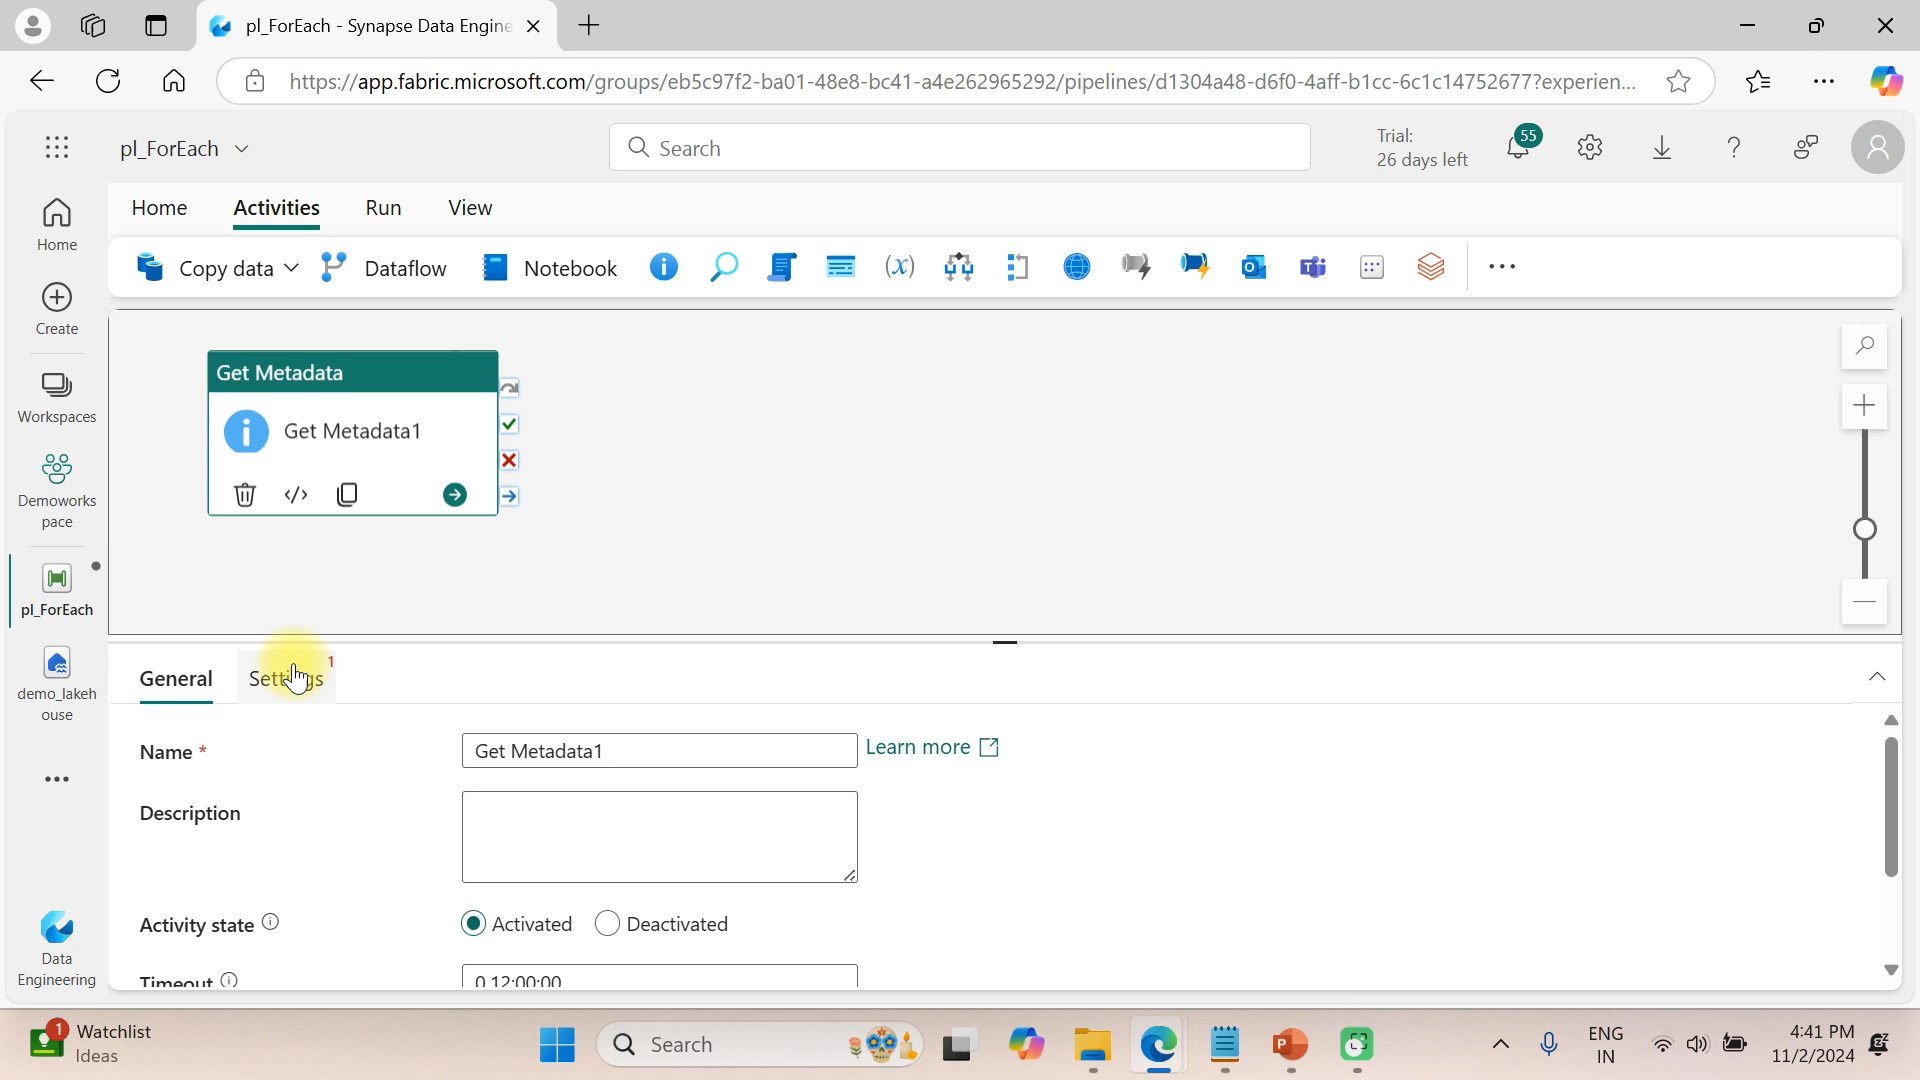 pl_ForEach - Synapse Data Engine
https://app.fabric.microsoft.com/groups/eb5c97f2-ba01-48e8-bc41-a4e262965292/pipelines/d1304a48-d6f0-4aff-b1cc-6c1c14752677?experien...
pl_ForEach
Search
Trial:
26 days left
55
Home
Activities
Run
View
Home
Create
Workspaces
Demoworks
pace
pl_ForEach
demo_lakeh
ouse
Data
Engineering
Copy data
Dataflow
Notebook
(x)
Get Metadata
Get Metadata1
General
Settings
1
Name *
Get Metadata1
Learn more
Description
Activity state
Activated
Deactivated
Timeout
0.12:00:00
1
Watchlist
Ideas
Search
ENG
IN
4:41 PM
11/2/2024